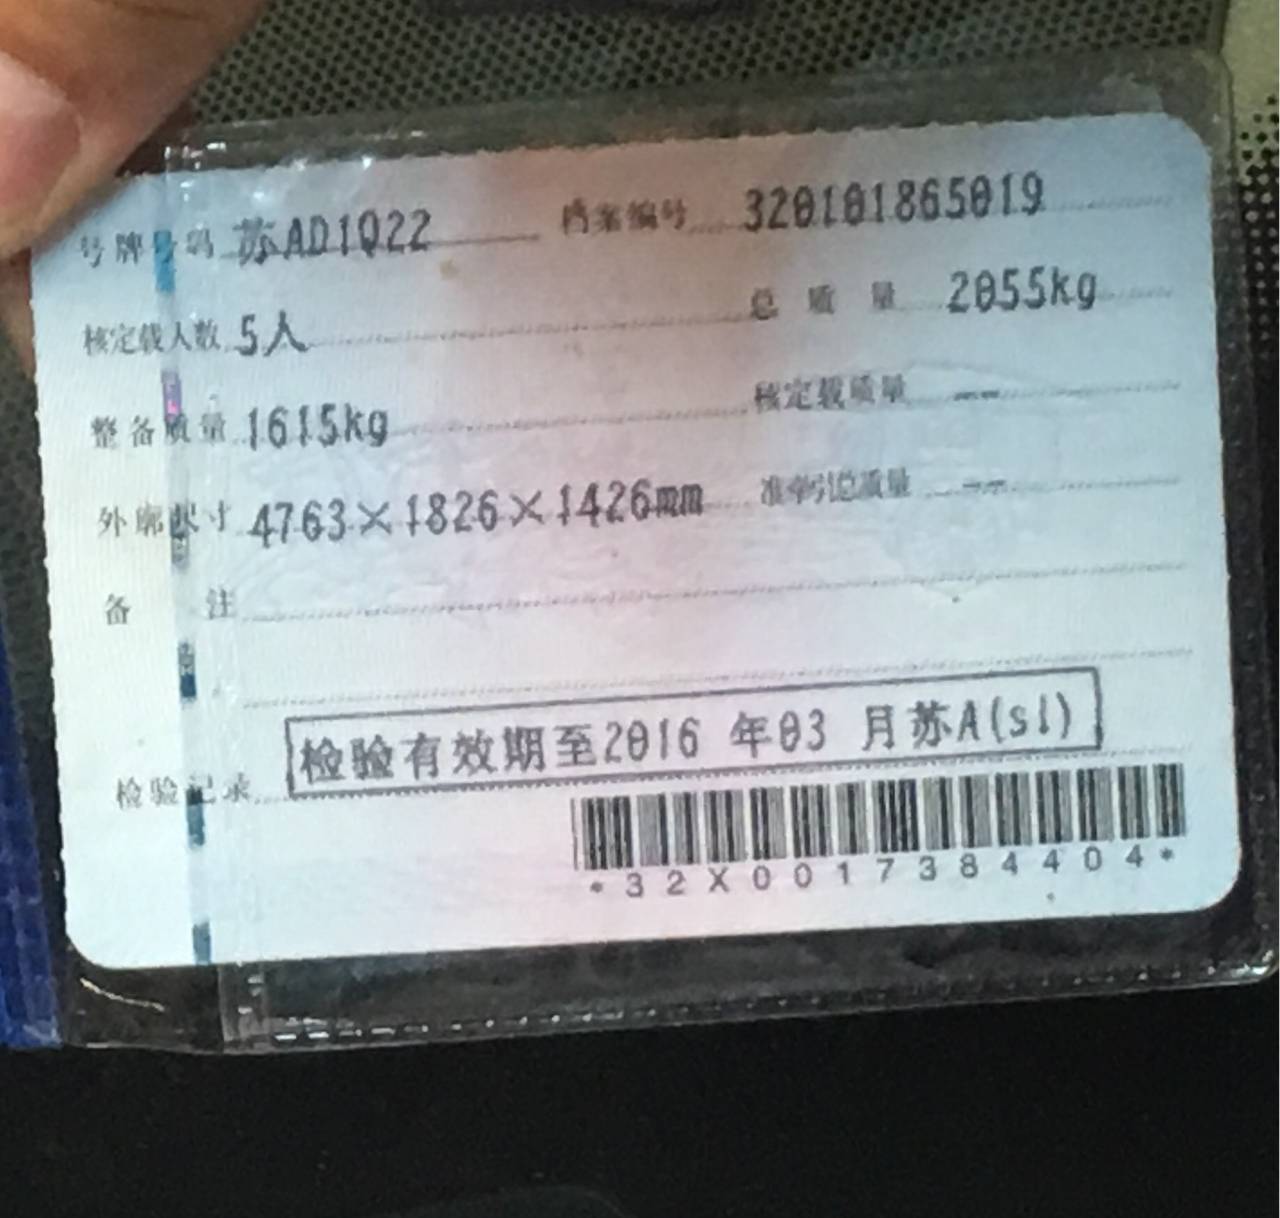 号牌号码 苏AD1Q22 档案编号 320101865019
核定载人数 5人 总质量 2055kg
整备质量 1615kg 核定载质量 --
外廓尺寸 4763×1826×1426mm 准牵引总质量 --
备注
检验记录 检验有效期至2016年03月苏A(sl)
*32X0017384404*